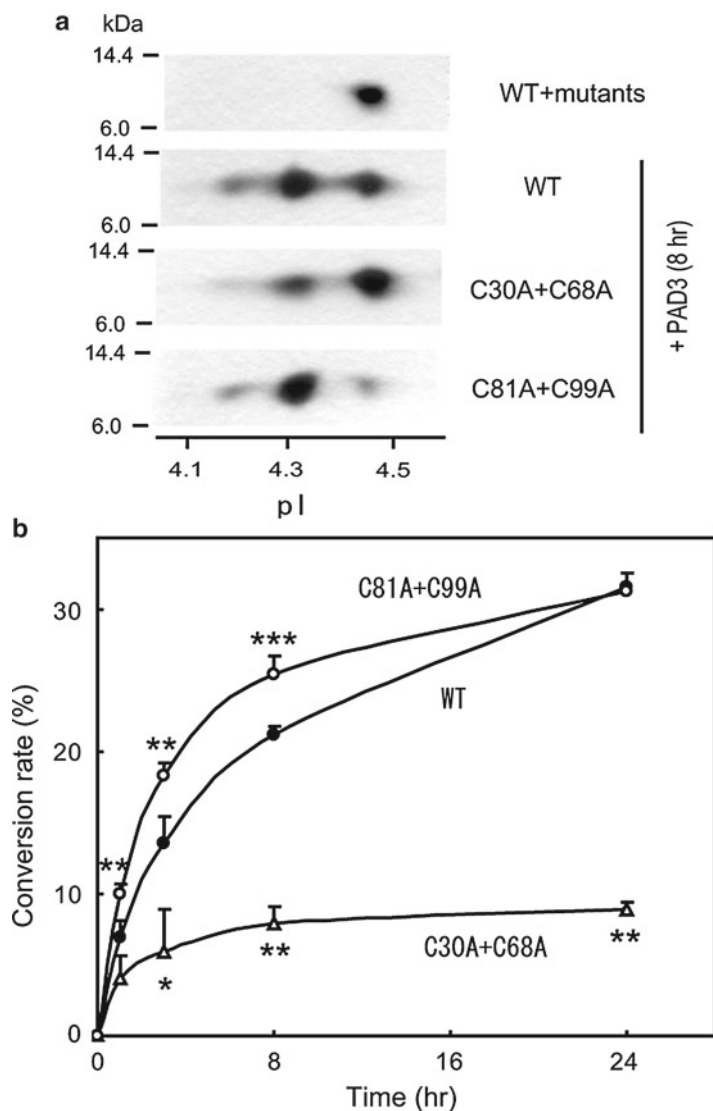 a
kDa
14.4
6.0
WT+mutants
14.4
6.0
WT
14.4
6.0
C30A+C68A
14.4
6.0
C81A+C99A
+ PAD3 (8 hr)
4.1 4.3 4.5
pI
b
Conversion rate (%)
30
20
10
0
C81A+C99A
***
WT
**
**
C30A+C68A
*
**
**
0 8 16 24
Time (hr)